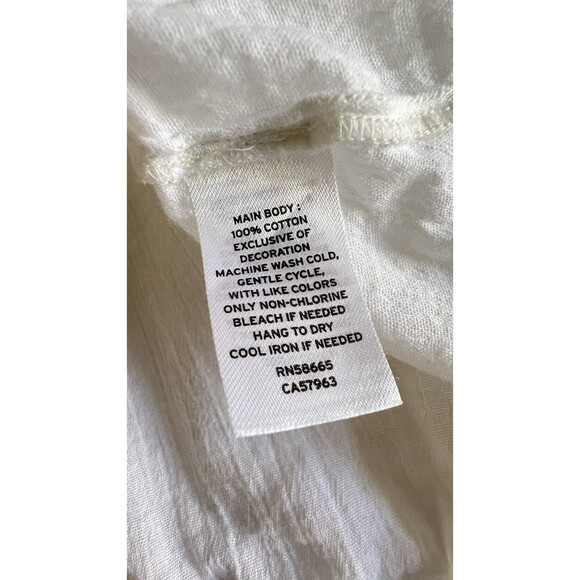 MAIN BODY :
100% COTTON
EXCLUSIVE OF
DECORATION
MACHINE WASH COLD,
GENTLE CYCLE,
WITH LIKE COLORS
ONLY NON-CHLORINE
BLEACH IF NEEDED
HANG TO DRY
COOL IRON IF NEEDED
RN58665
CA57963